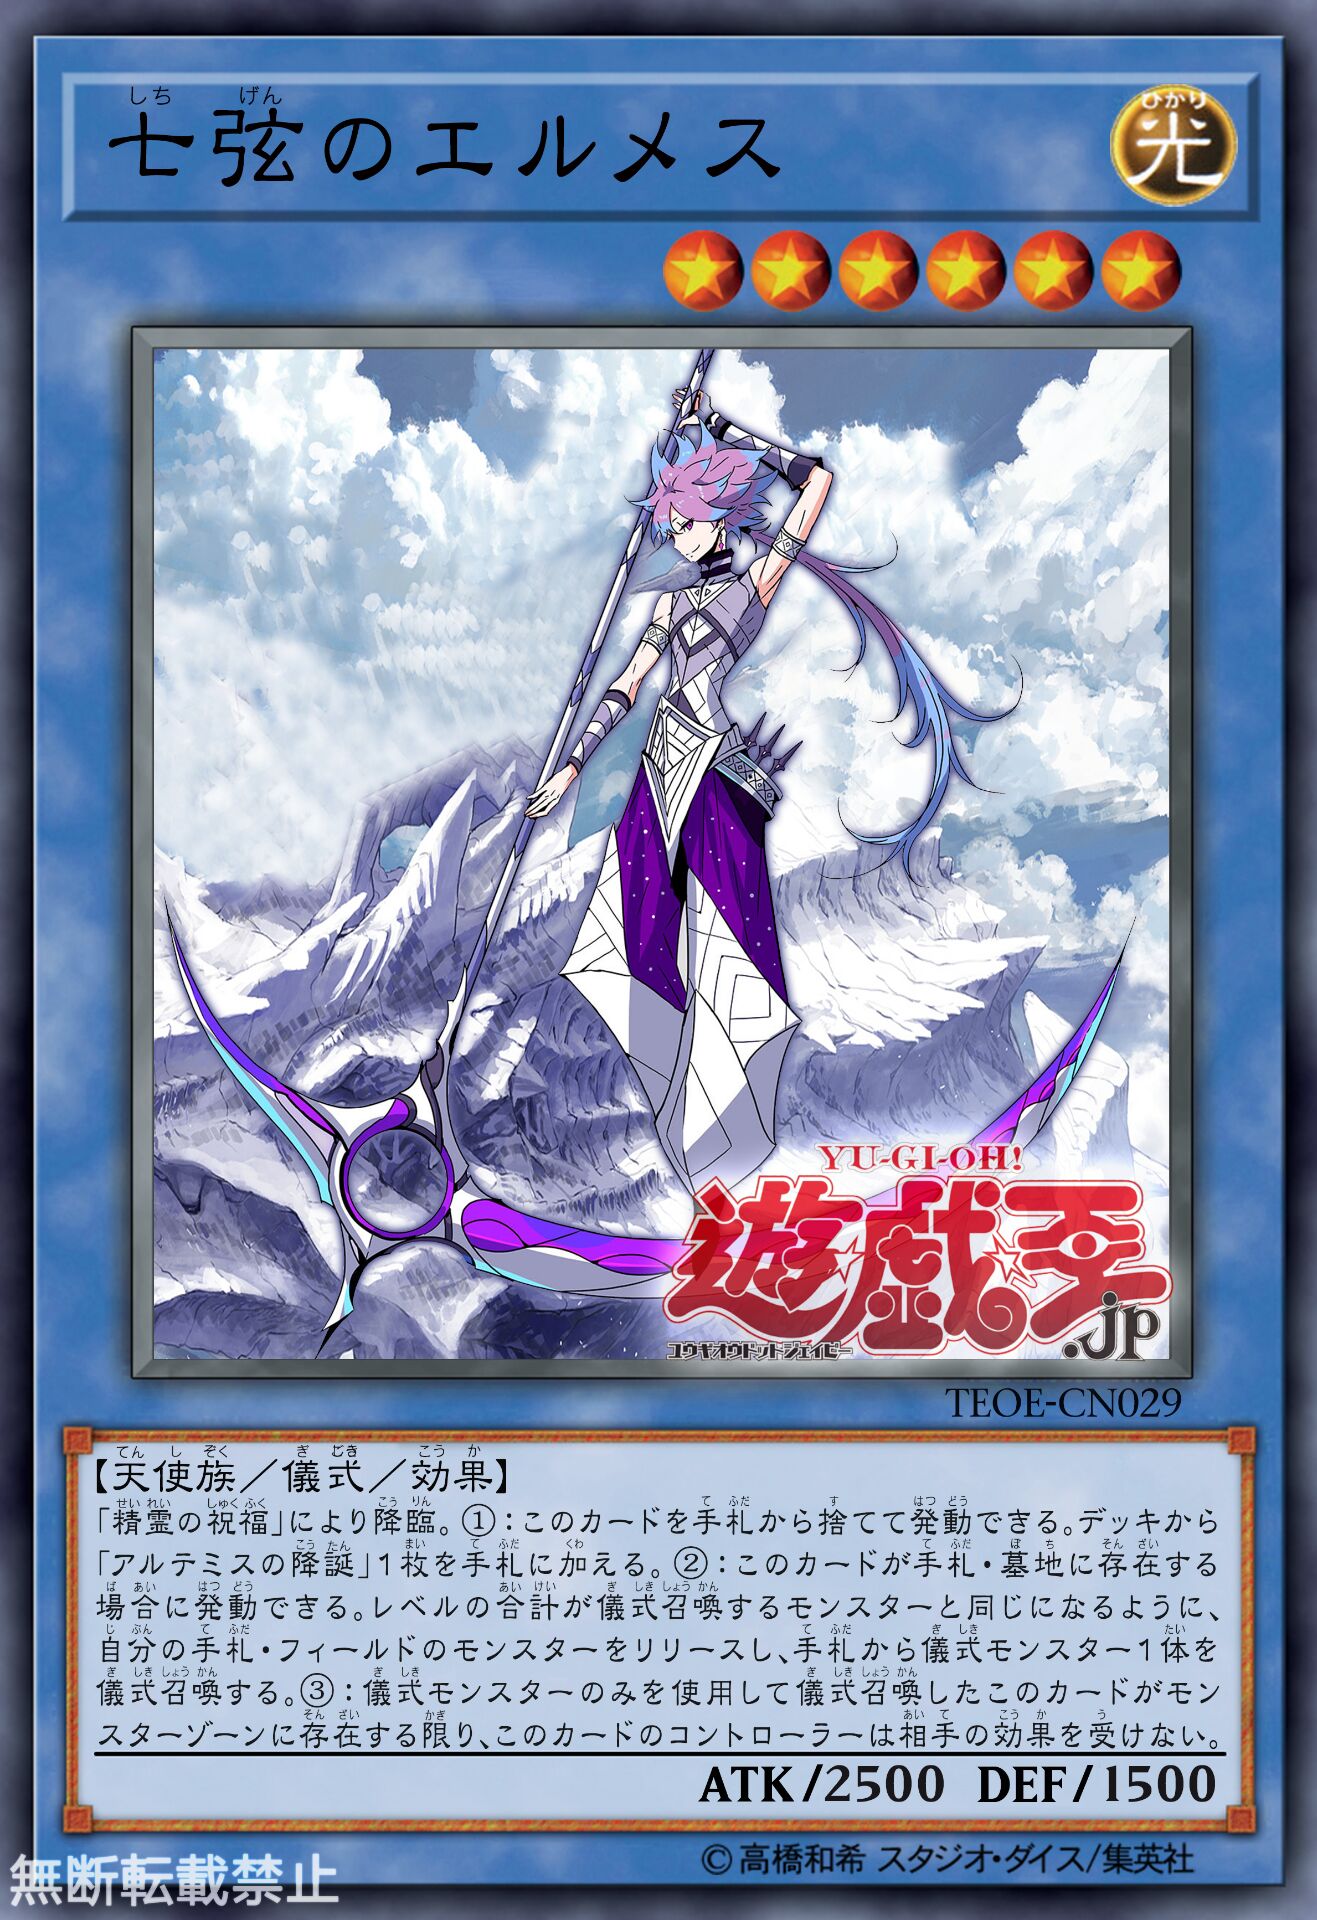 七弦のエルメス
光
YU-GI-OH!
遊戯王
.jp
ユウギオウドットジェイピー
TEOE-CN029
【天使族／儀式／効果】
「精霊の祝福」により降臨。①：このカードを手札から捨てて発動できる。デッキから
「アルテミスの降誕」1枚を手札に加える。②：このカードが手札・墓地に存在する
場合に発動できる。レベルの合計が儀式召喚するモンスターと同じになるように、
自分の手札・フィールドのモンスターをリリースし、手札から儀式モンスター1体を
儀式召喚する。③：儀式モンスターのみを使用して儀式召喚したこのカードがモン
スターゾーンに存在する限り、このカードのコントローラーは相手の効果を受けない。
ATK/2500 DEF/1500
©高橋和希 スタジオ・ダイス/集英社
無断転載禁止